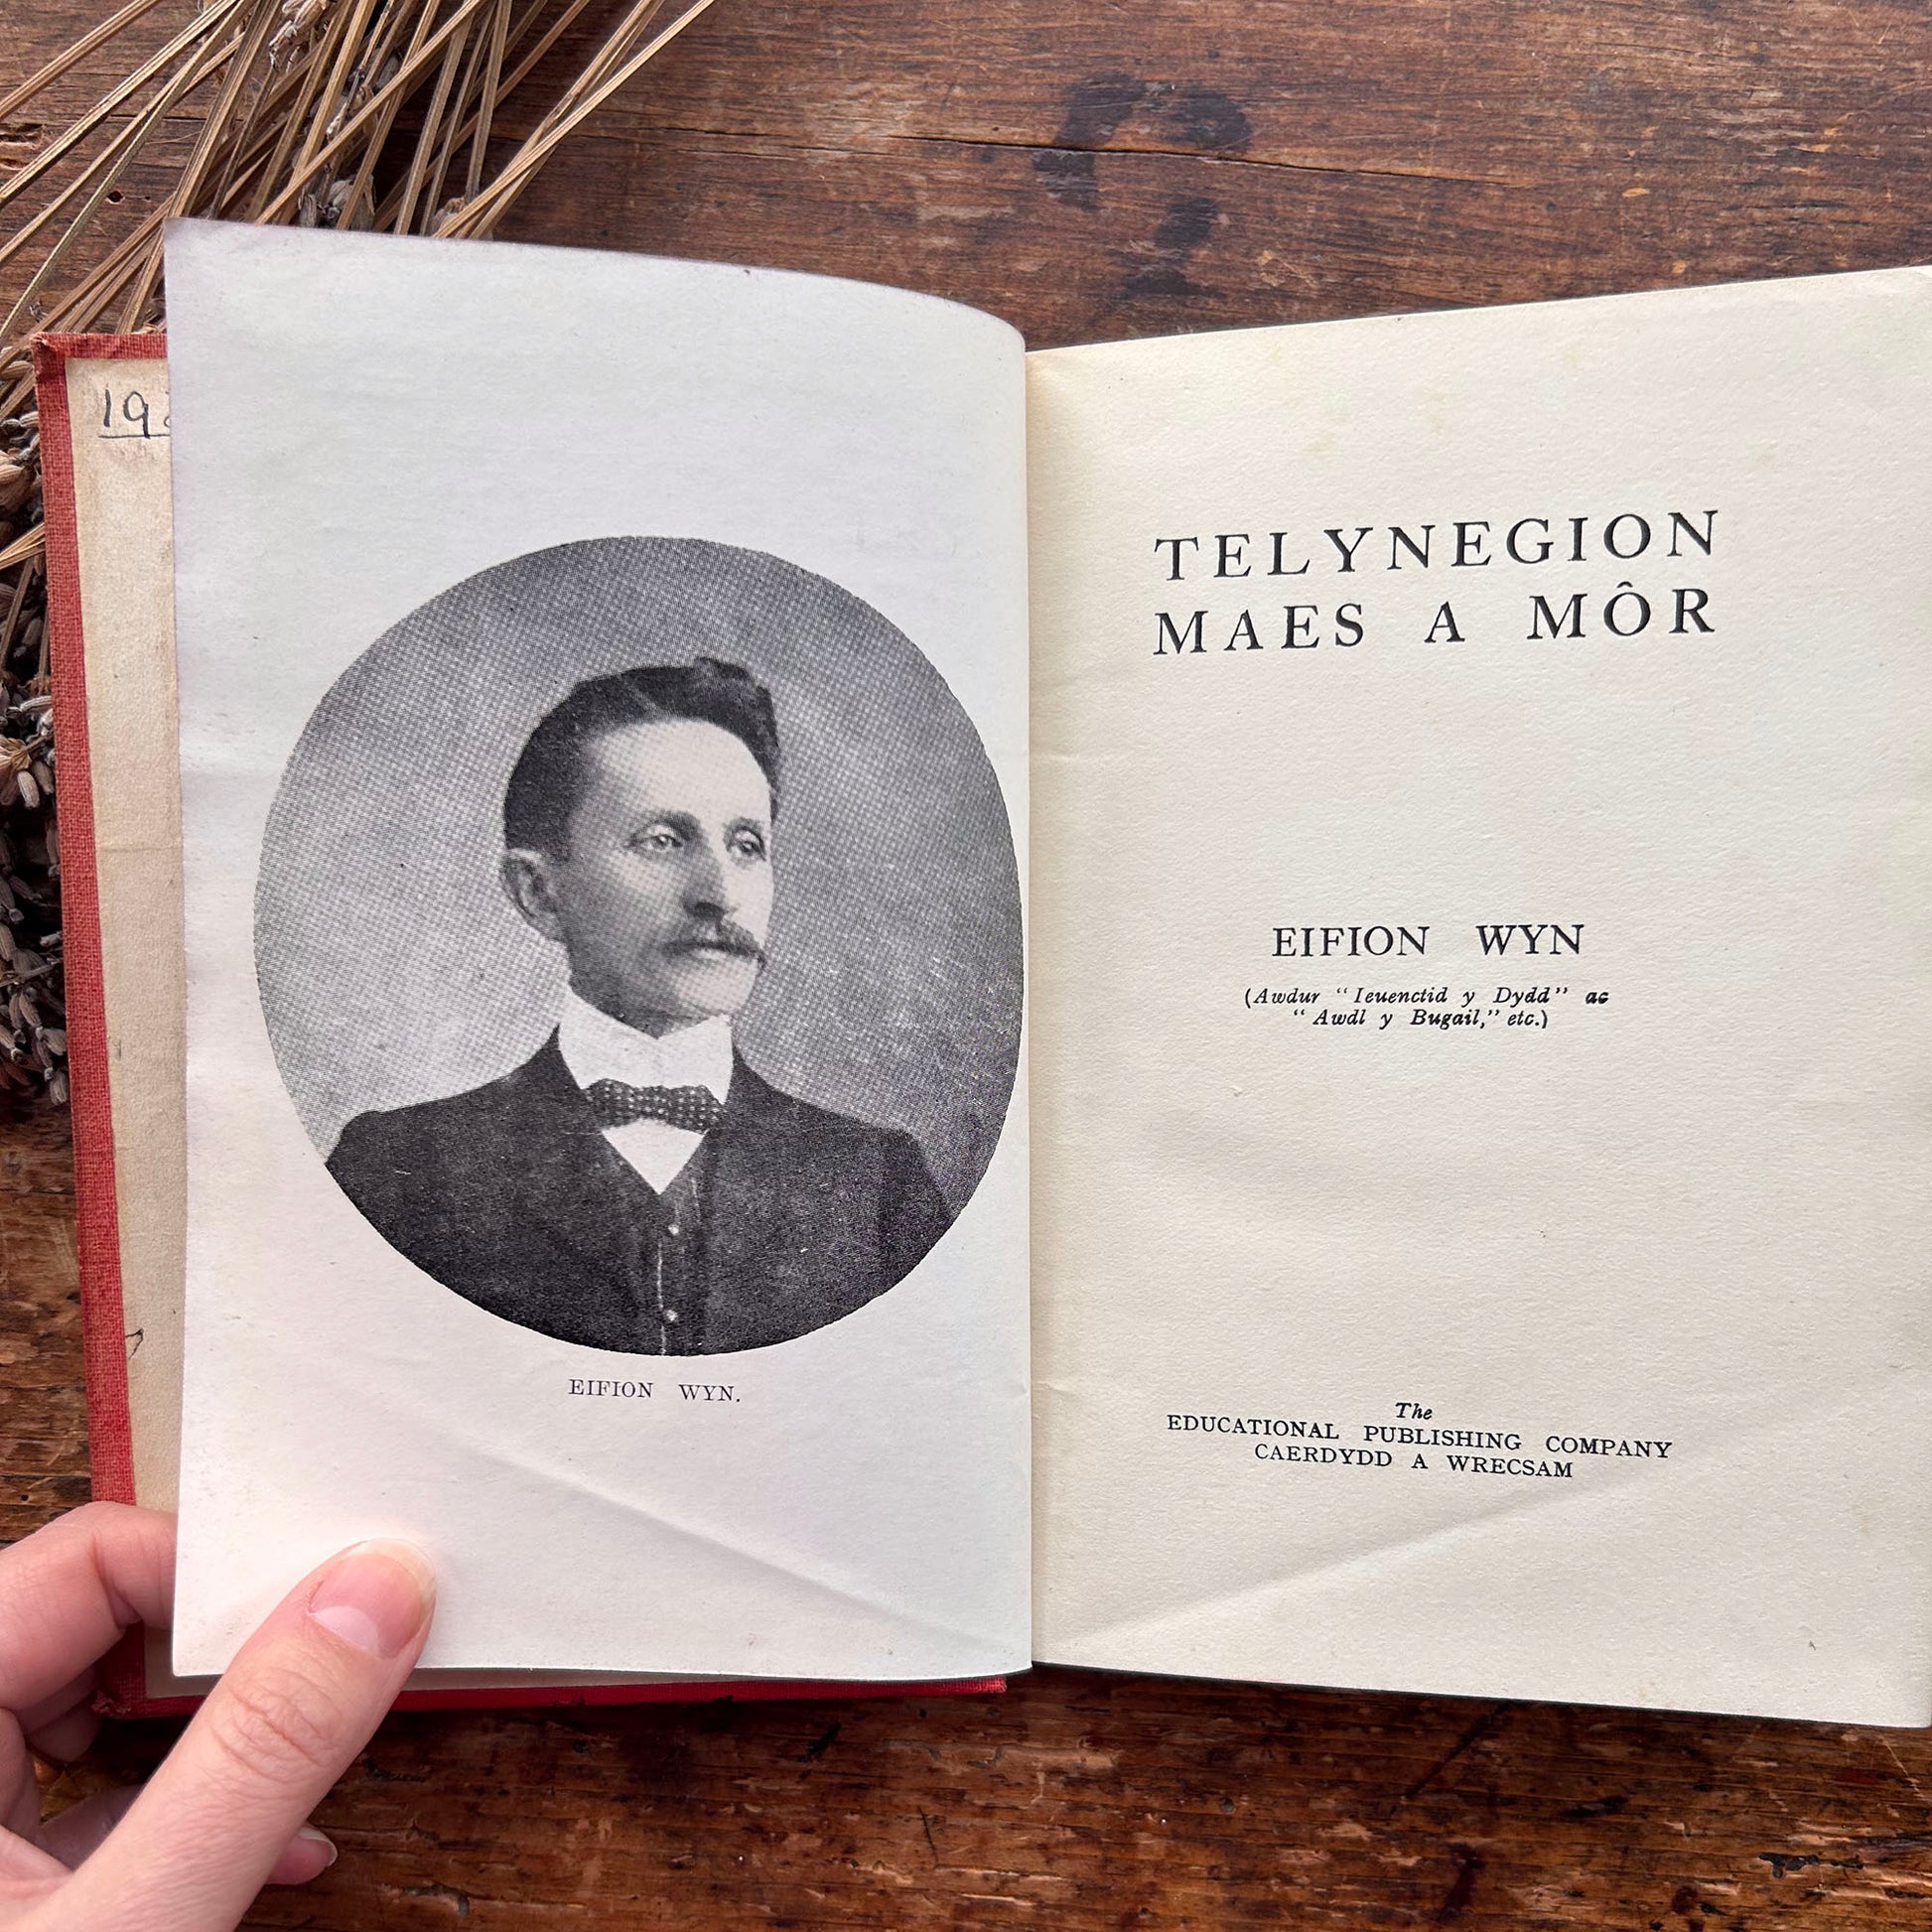 EIFION WYN.
TELYNEGION
MAES A MÔR
EIFION WYN
(Awdur "Ieuenctid y Dydd" ac
"Awdl y Bugail," etc.)
The
EDUCATIONAL PUBLISHING COMPANY
CAERDYDD A WRECSAM